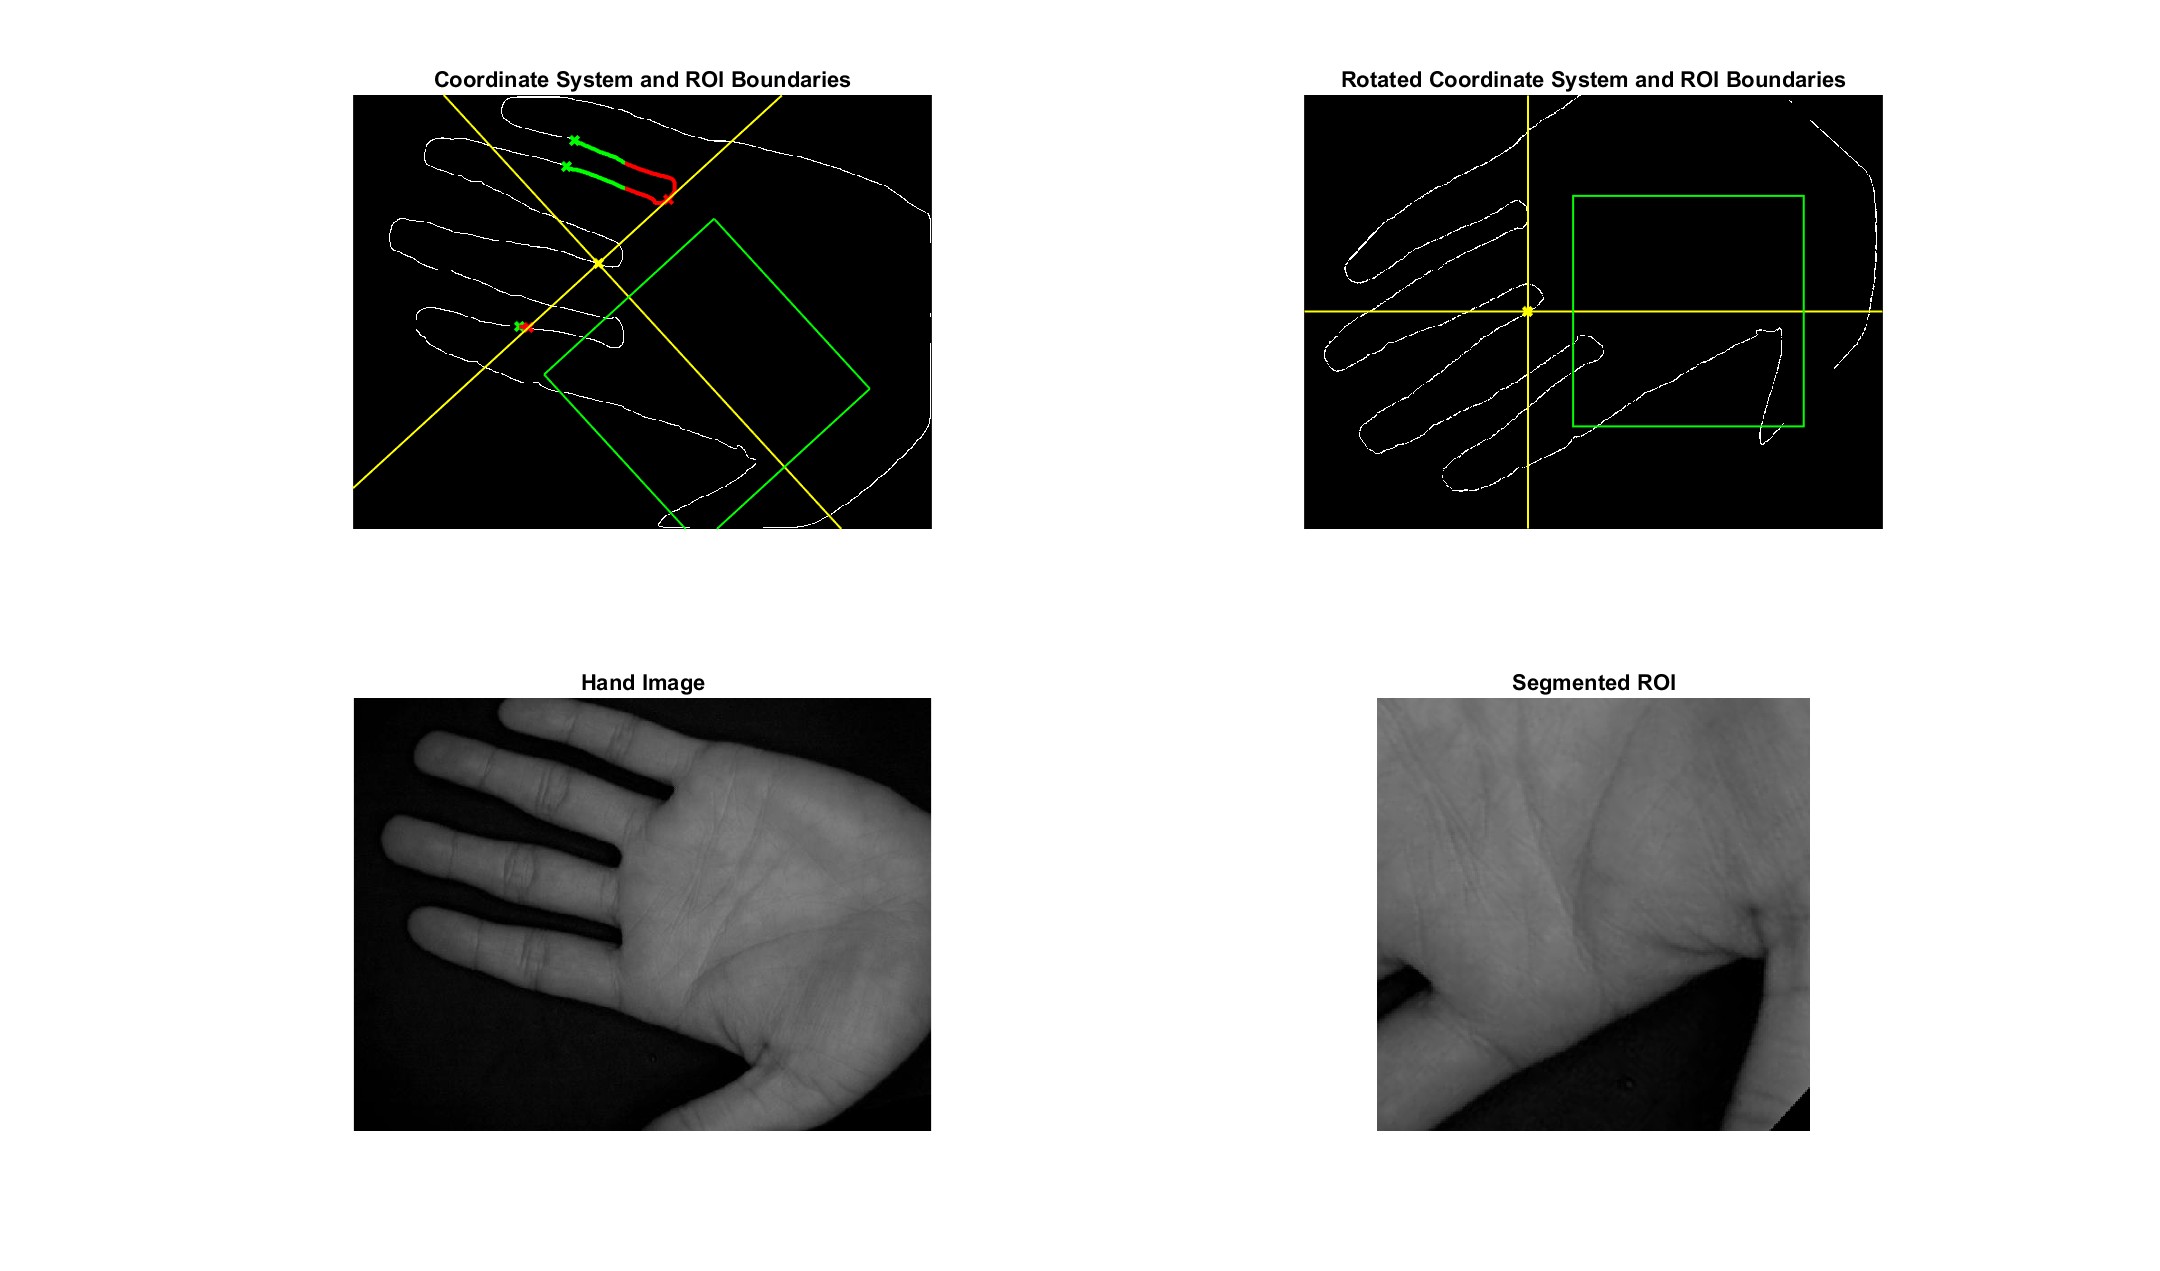 Coordinate System and ROI Boundaries
Rotated Coordinate System and ROI Boundaries
Hand Image
Segmented ROI